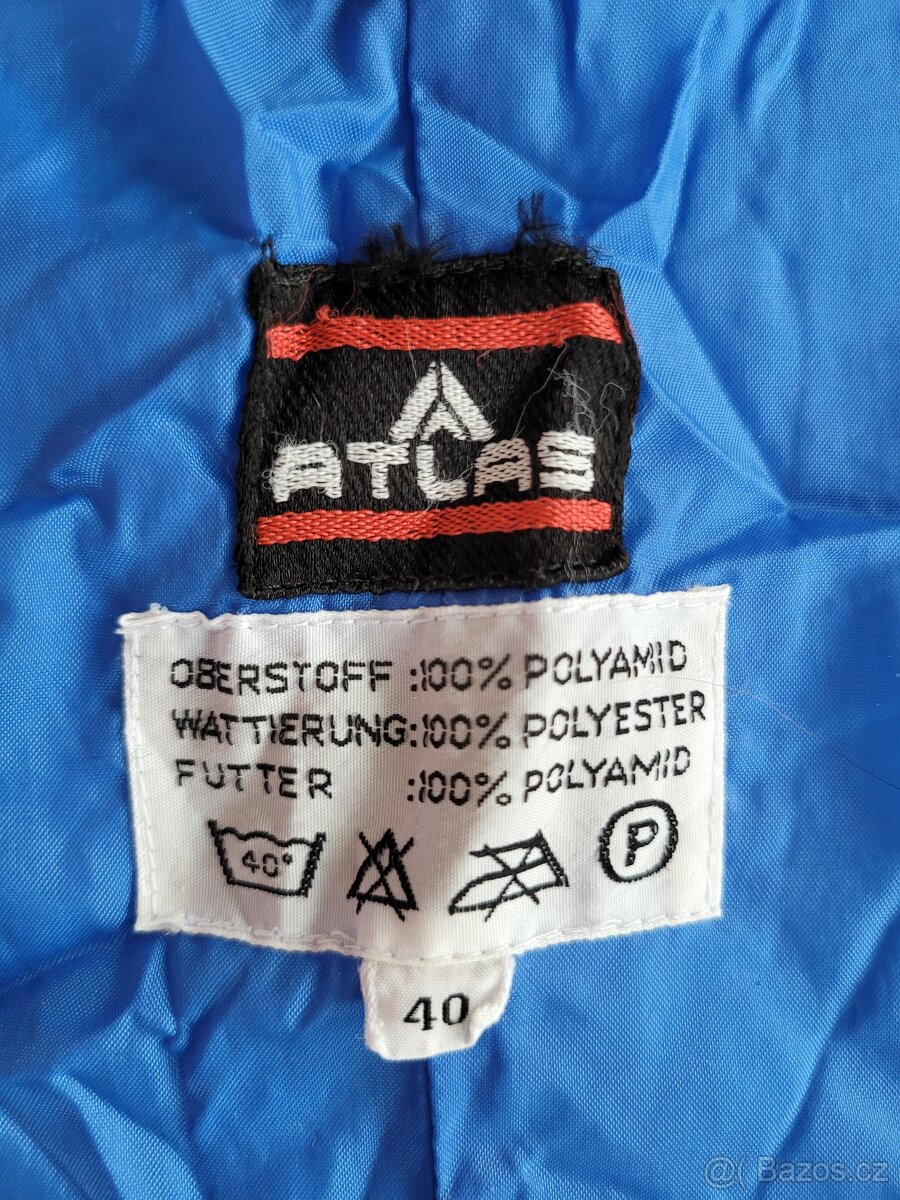 ATLAS
OBERSTOFF :100% POLYAMID
WATTIERUNG:100% POLYESTER
FUTTER :100% POLYAMID
40° P
40
@( Bazos.cz